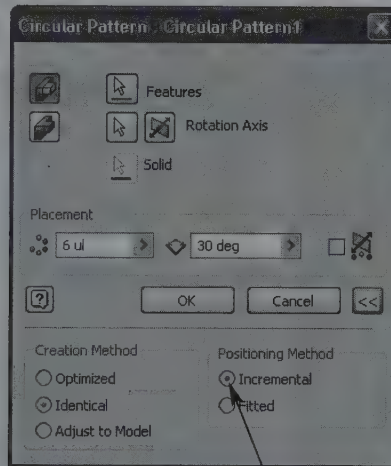 Circular Pattern : Circular Pattern1
Features
Rotation Axis
Solid
Placement
6 ul
30 deg
OK
Cancel
<<
Creation Method
Positioning Method
Optimized
Incremental
Identical
Fitted
Adjust to Model